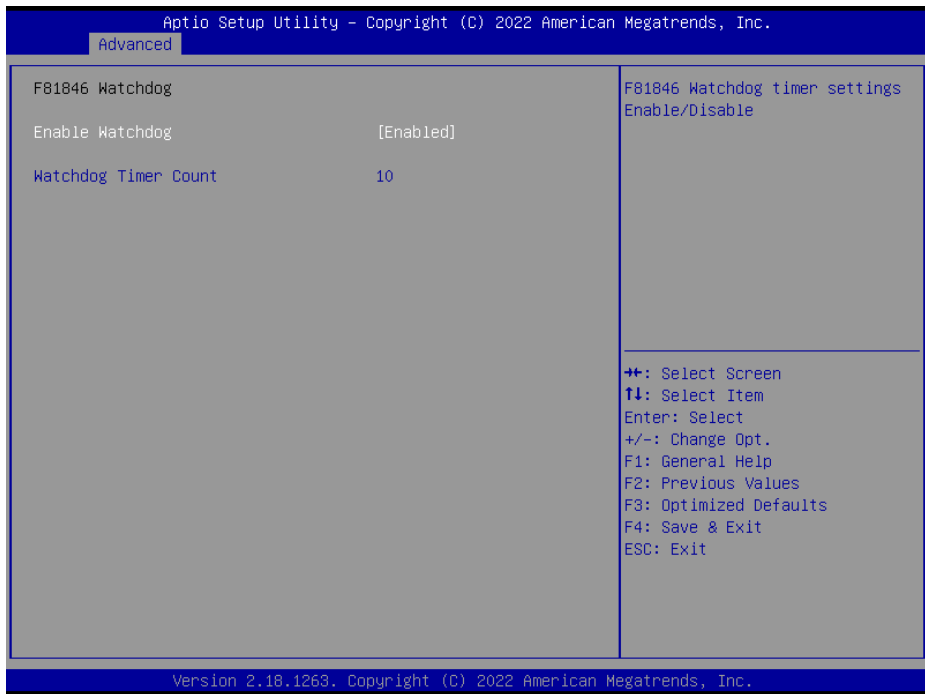 Aptio Setup Utility – Copyright (C) 2022 American Megatrends, Inc.
Advanced
F81846 Watchdog
Enable Watchdog [Enabled]
Watchdog Timer Count 10
F81846 Watchdog timer settings
Enable/Disable
→←: Select Screen
↑↓: Select Item
Enter: Select
+/-: Change Opt.
F1: General Help
F2: Previous Values
F3: Optimized Defaults
F4: Save & Exit
ESC: Exit
Version 2.18.1263. Copyright (C) 2022 American Megatrends, Inc.